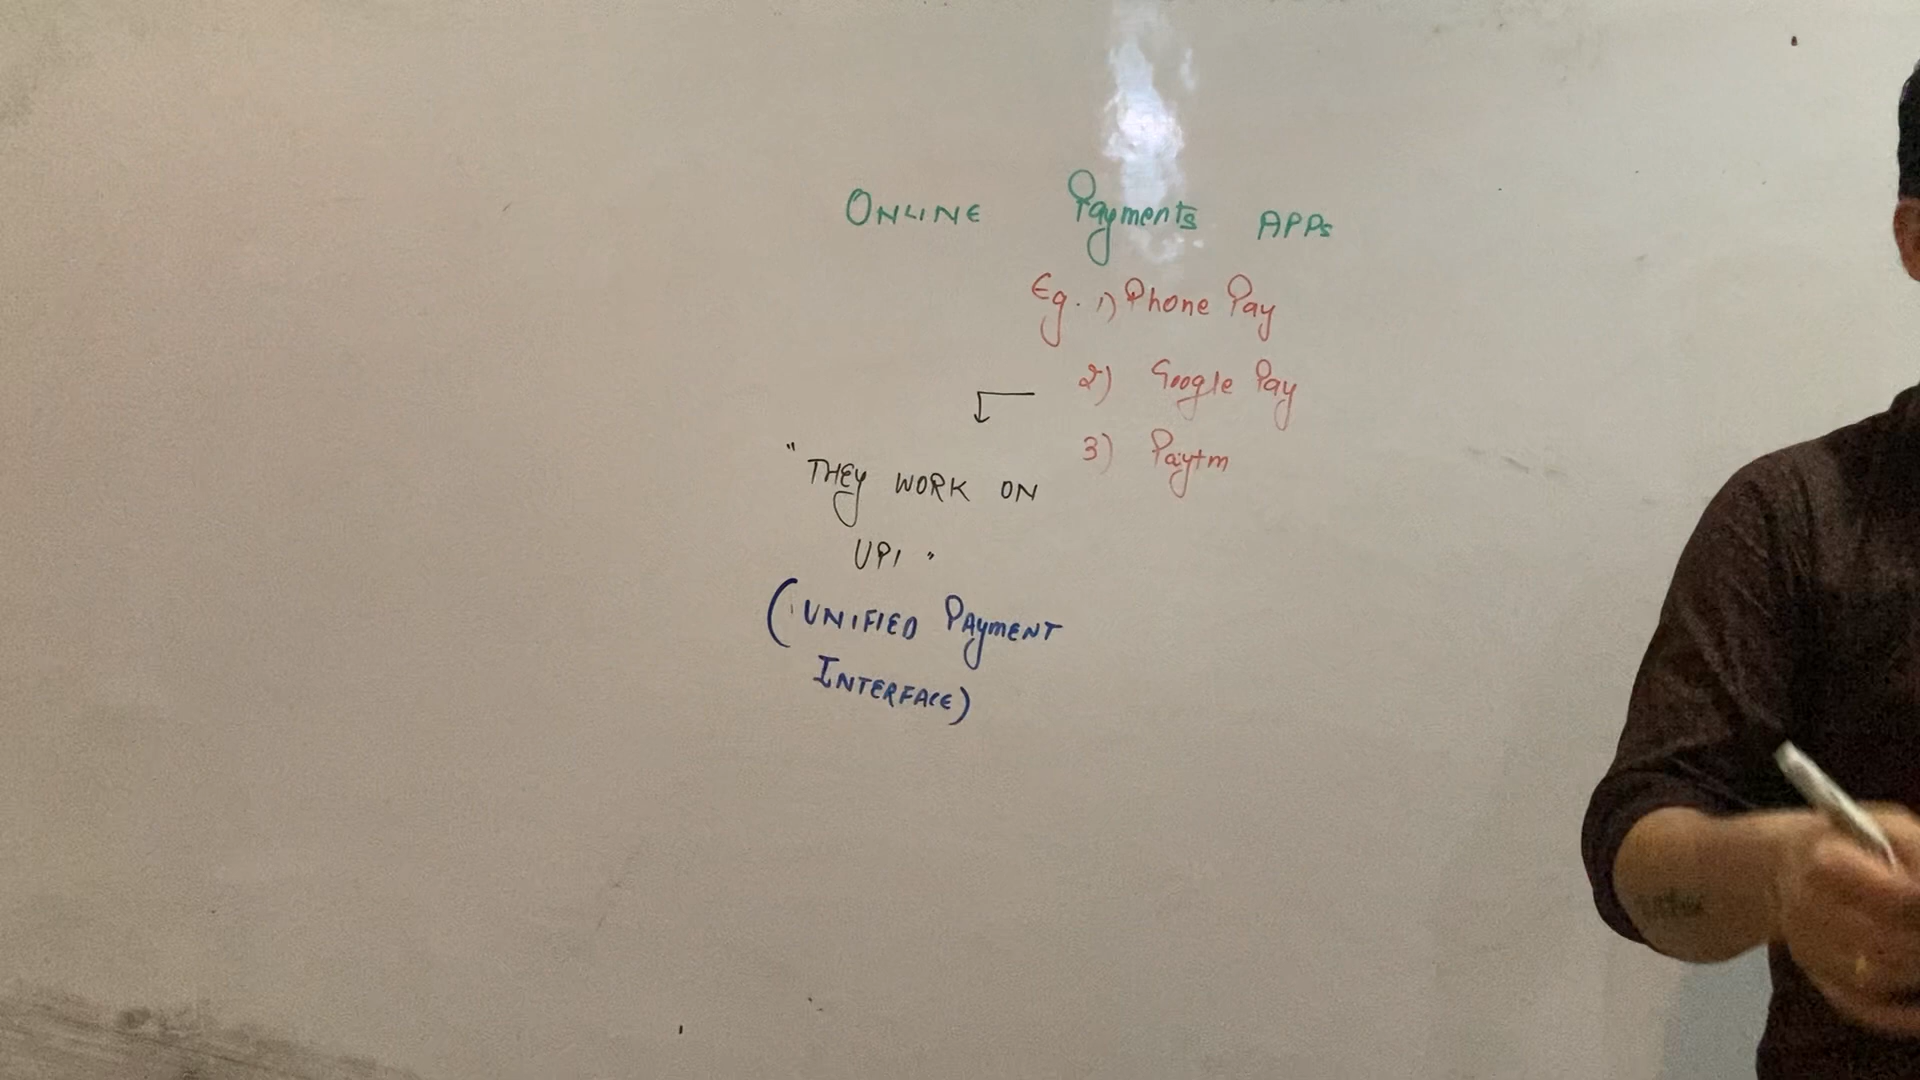 ONLINE Payments APPs
Eg. 1) Phone Pay
2) Google Pay
3) Paytm
"THEy WORK ON
UPI"
(UNIFIED PAyMENT
INTERFACE)